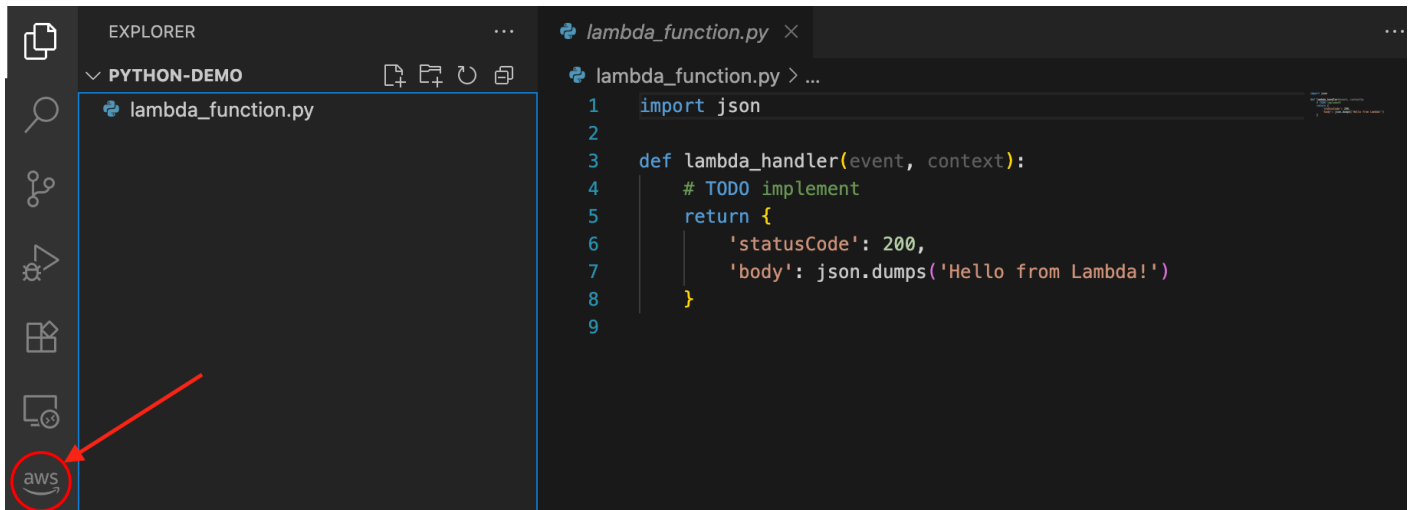 EXPLORER
PYTHON-DEMO
lambda_function.py
aws
lambda_function.py
lambda_function.py > ...
1 import json
2
3 def lambda_handler(event, context):
4     # TODO implement
5     return {
6         'statusCode': 200,
7         'body': json.dumps('Hello from Lambda!')
8     }
9